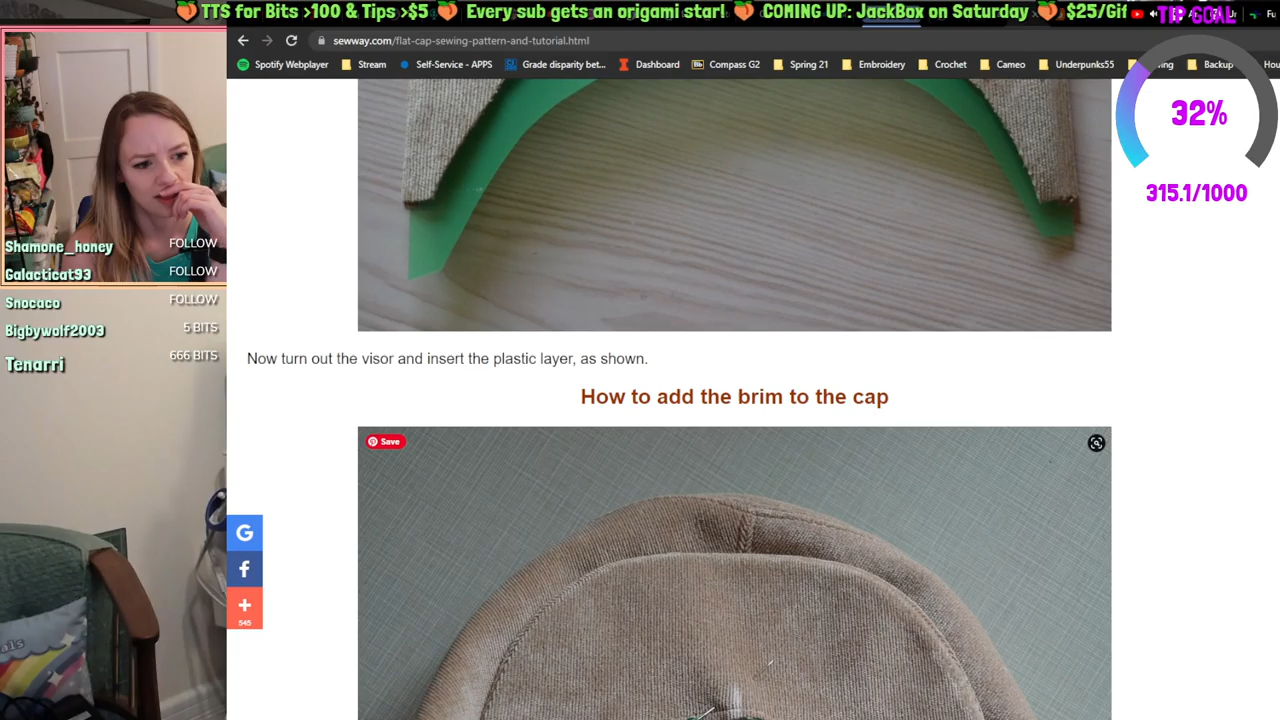 TTS for Bits >100 & Tips >$5 Every sub gets an origami star! COMING UP: JackBox on Saturday $25/Gif
TIP GOAL
32%
315.1/1000
sewway.com/flat-cap-sewing-pattern-and-tutorial.html
Spotify Webplayer Stream Self-Service - APPS Grade disparity bet... Dashboard Compass G2 Spring 21 Embroidery Crochet Cameo Underpunks55 Backup
Shamone_honey FOLLOW
Galacticat93 FOLLOW
Snocaco FOLLOW
Bigbywolf2003 5 BITS
Tenarri 666 BITS
Now turn out the visor and insert the plastic layer, as shown.
How to add the brim to the cap
Save
G
f
+
545